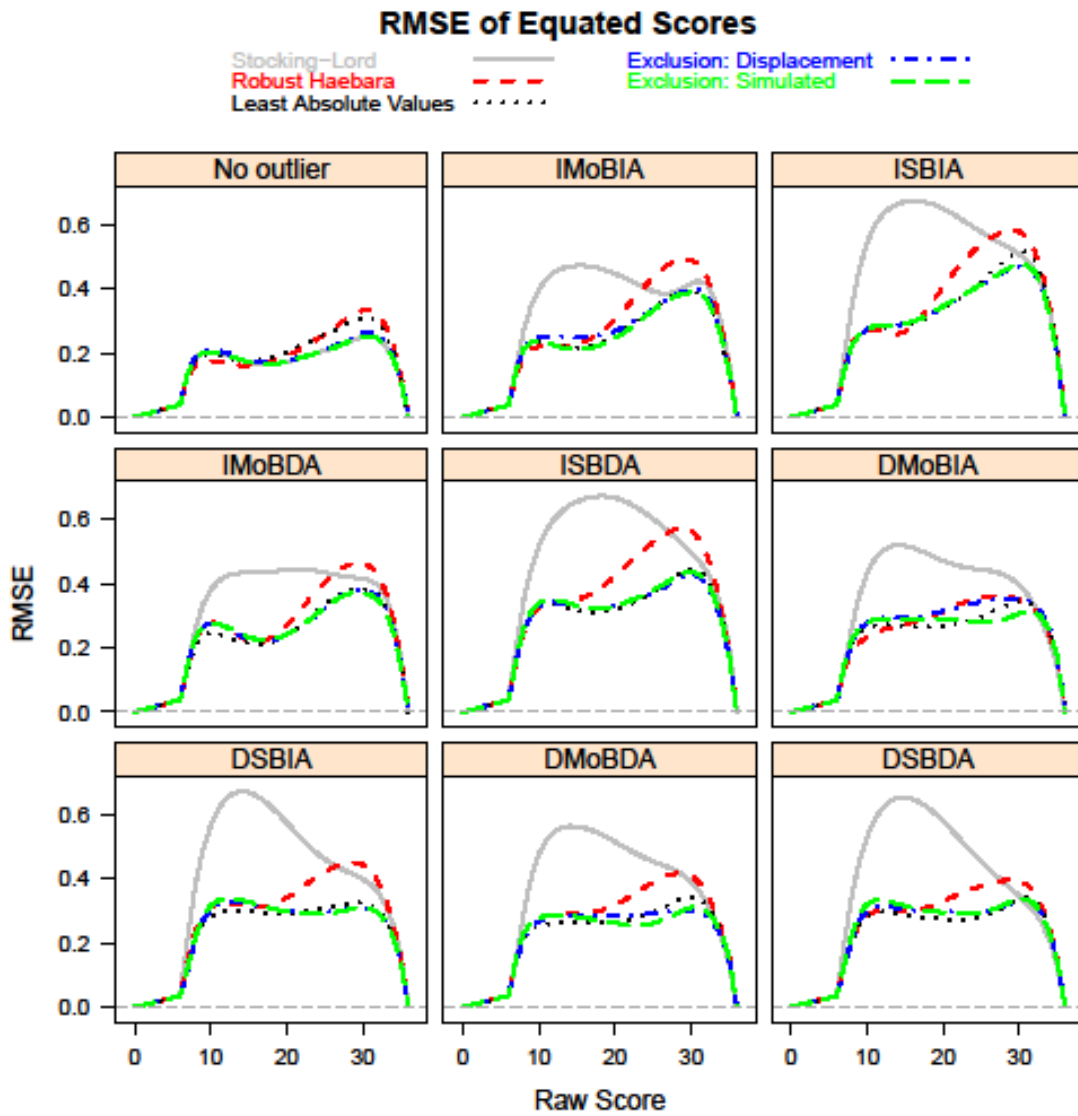 RMSE of Equated Scores
Stocking−Lord Exclusion: Displacement
Robust Haebara Exclusion: Simulated
Least Absolute Values
No outlier IMoBIA ISBIA
0.6
0.4
0.2
0.0
IMoBDA ISBDA DMoBIA
0.6
0.4
0.2
0.0
RMSE
DSBIA DMoBDA DSBDA
0.6
0.4
0.2
0.0
0 10 20 30 0 10 20 30 0 10 20 30
Raw Score